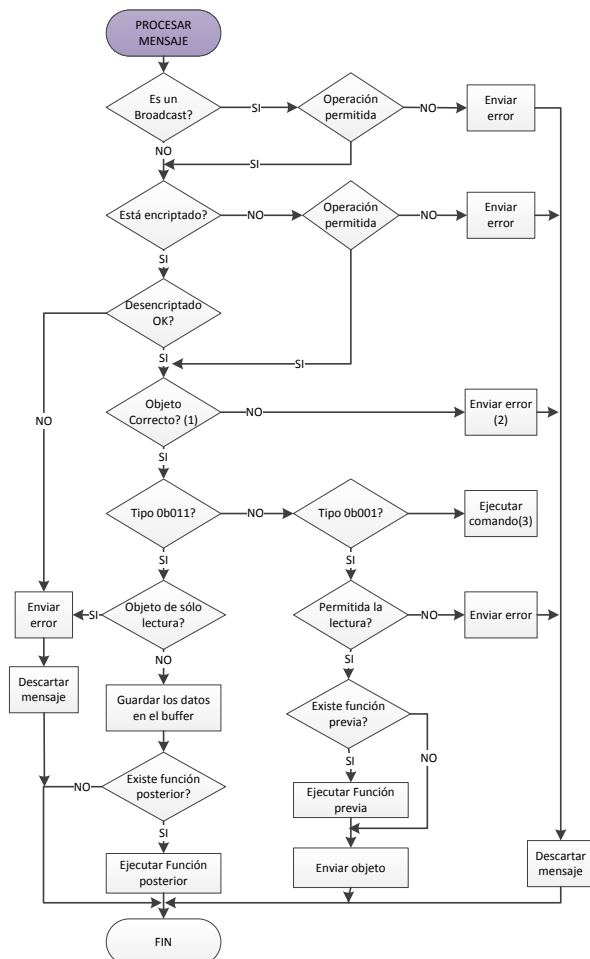 PROCESAR
MENSAJE
Es un
Broadcast?
SI
Operación
permitida
NO
Enviar
error
NO
SI
Está encriptado?
NO
Operación
permitida
NO
Enviar
error
SI
Desencriptado
OK?
SI
SI
NO
Objeto
Correcto? (1)
NO
Enviar error
(2)
SI
Tipo 0b011?
NO
Tipo 0b001?
Ejecutar
comando(3)
SI
SI
Enviar
error
SI
Objeto de sólo
lectura?
Permitida la
lectura?
NO
Enviar error
NO
SI
Descartar
mensaje
Guardar los datos
en el buffer
Existe función
previa?
NO
SI
NO
Existe función
posterior?
Ejecutar Función
previa
SI
Ejecutar Función
posterior
Enviar objeto
Descartar
mensaje
FIN